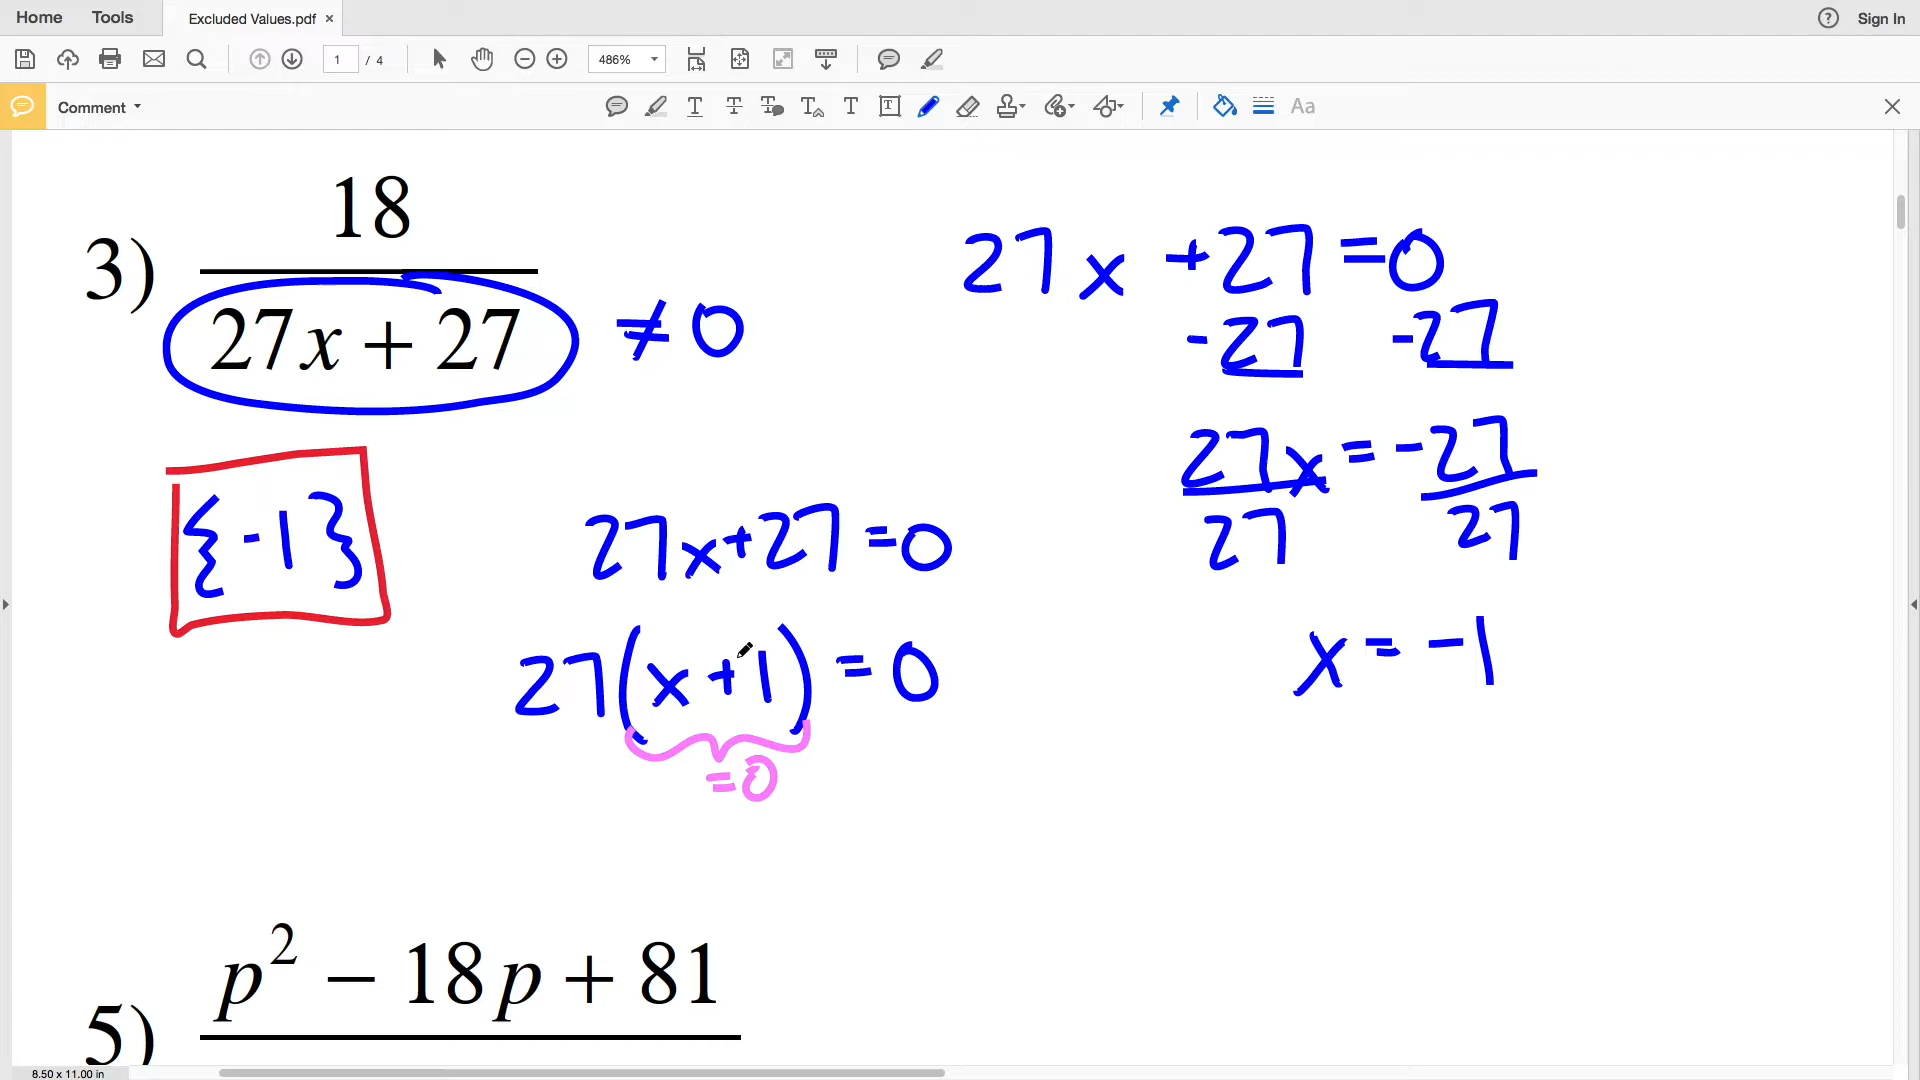 Home Tools Excluded Values.pdf × ? Sign In
1 / 4 486%
Comment Aa
3) 18
27x + 27 ≠ 0
{-1}
27x + 27 = 0
27(x + 1) = 0
= 0
27x + 27 = 0
-27 -27
27x = -27
27 27
x = -1
5) p² − 18p + 81
8.50 x 11.00 in